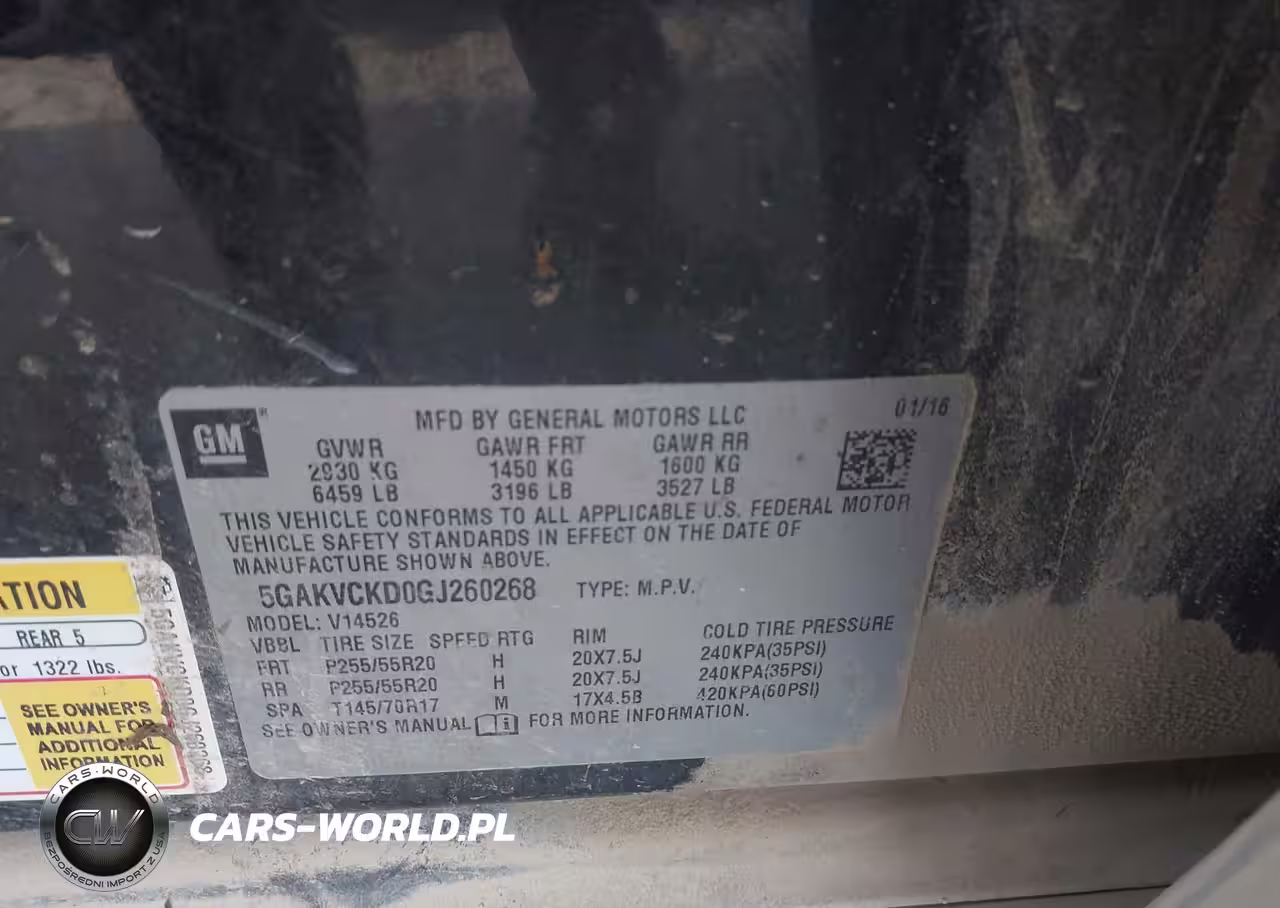 GM
MFD BY GENERAL MOTORS LLC
01/16
GVWR GAWR FRT GAWR RR
2930 KG 1450 KG 1600 KG
6459 LB 3196 LB 3527 LB
THIS VEHICLE CONFORMS TO ALL APPLICABLE U.S. FEDERAL MOTOR
VEHICLE SAFETY STANDARDS IN EFFECT ON THE DATE OF
MANUFACTURE SHOWN ABOVE.
5GAKVCKD0GJ260268 TYPE: M.P.V.
MODEL: V14526
VBBL TIRE SIZE SPEED RTG RIM COLD TIRE PRESSURE
FRT P255/55R20 H 20X7.5J 240KPA(35PSI)
RR P255/55R20 H 20X7.5J 240KPA(35PSI)
SPA T145/70R17 M 17X4.5B 420KPA(60PSI)
SEE OWNER'S MANUAL FOR MORE INFORMATION.
ATION
REAR 5
or 1322 lbs.
SEE OWNER'S
MANUAL FOR
ADDITIONAL
INFORMATION
CARS-WORLD
CW
BEZPOŚREDNI IMPORT Z USA
CARS-WORLD.PL